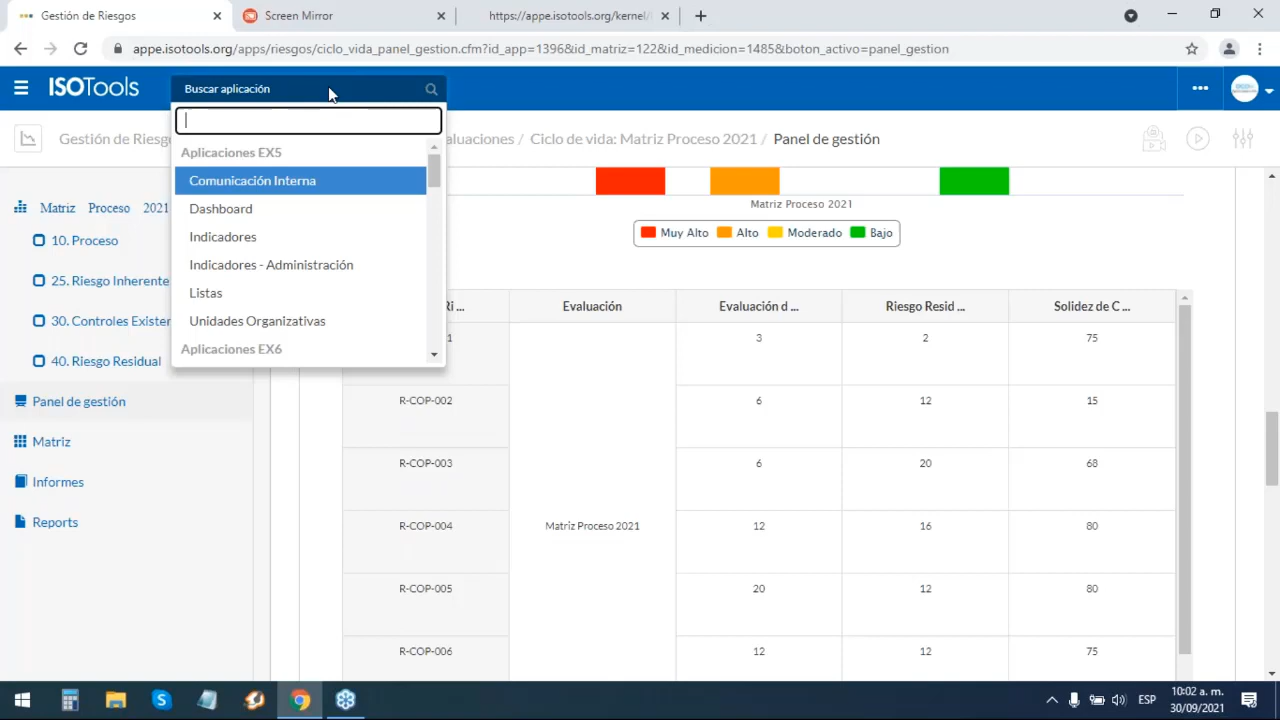 Gestión de Riesgos
Screen Mirror
https://appe.isotools.org/kernel/
appe.isotools.org/apps/riesgos/ciclo_vida_panel_gestion.cfm?id_app=1396&id_matriz=122&id_medicion=1485&boton_activo=panel_gestion
ISOTools
Buscar aplicación
Gestión de Riesg
valuaciones / Ciclo de vida: Matriz Proceso 2021 / Panel de gestión
Aplicaciones EX5
Comunicación Interna
Dashboard
Indicadores
Indicadores - Administración
Listas
Unidades Organizativas
Aplicaciones EX6
Matriz Proceso 2021
10. Proceso
25. Riesgo Inherente
30. Controles Exister
40. Riesgo Residual
Panel de gestión
Matriz
Informes
Reports
Matriz Proceso 2021
Muy Alto Alto Moderado Bajo
Ri ... Evaluación Evaluación d ... Riesgo Resid ... Solidez de C ...
1 3 2 75
R-COP-002 6 12 15
R-COP-003 6 20 68
R-COP-004 Matriz Proceso 2021 12 16 80
R-COP-005 20 12 80
R-COP-006 12 12 75
ESP
10:02 a. m.
30/09/2021